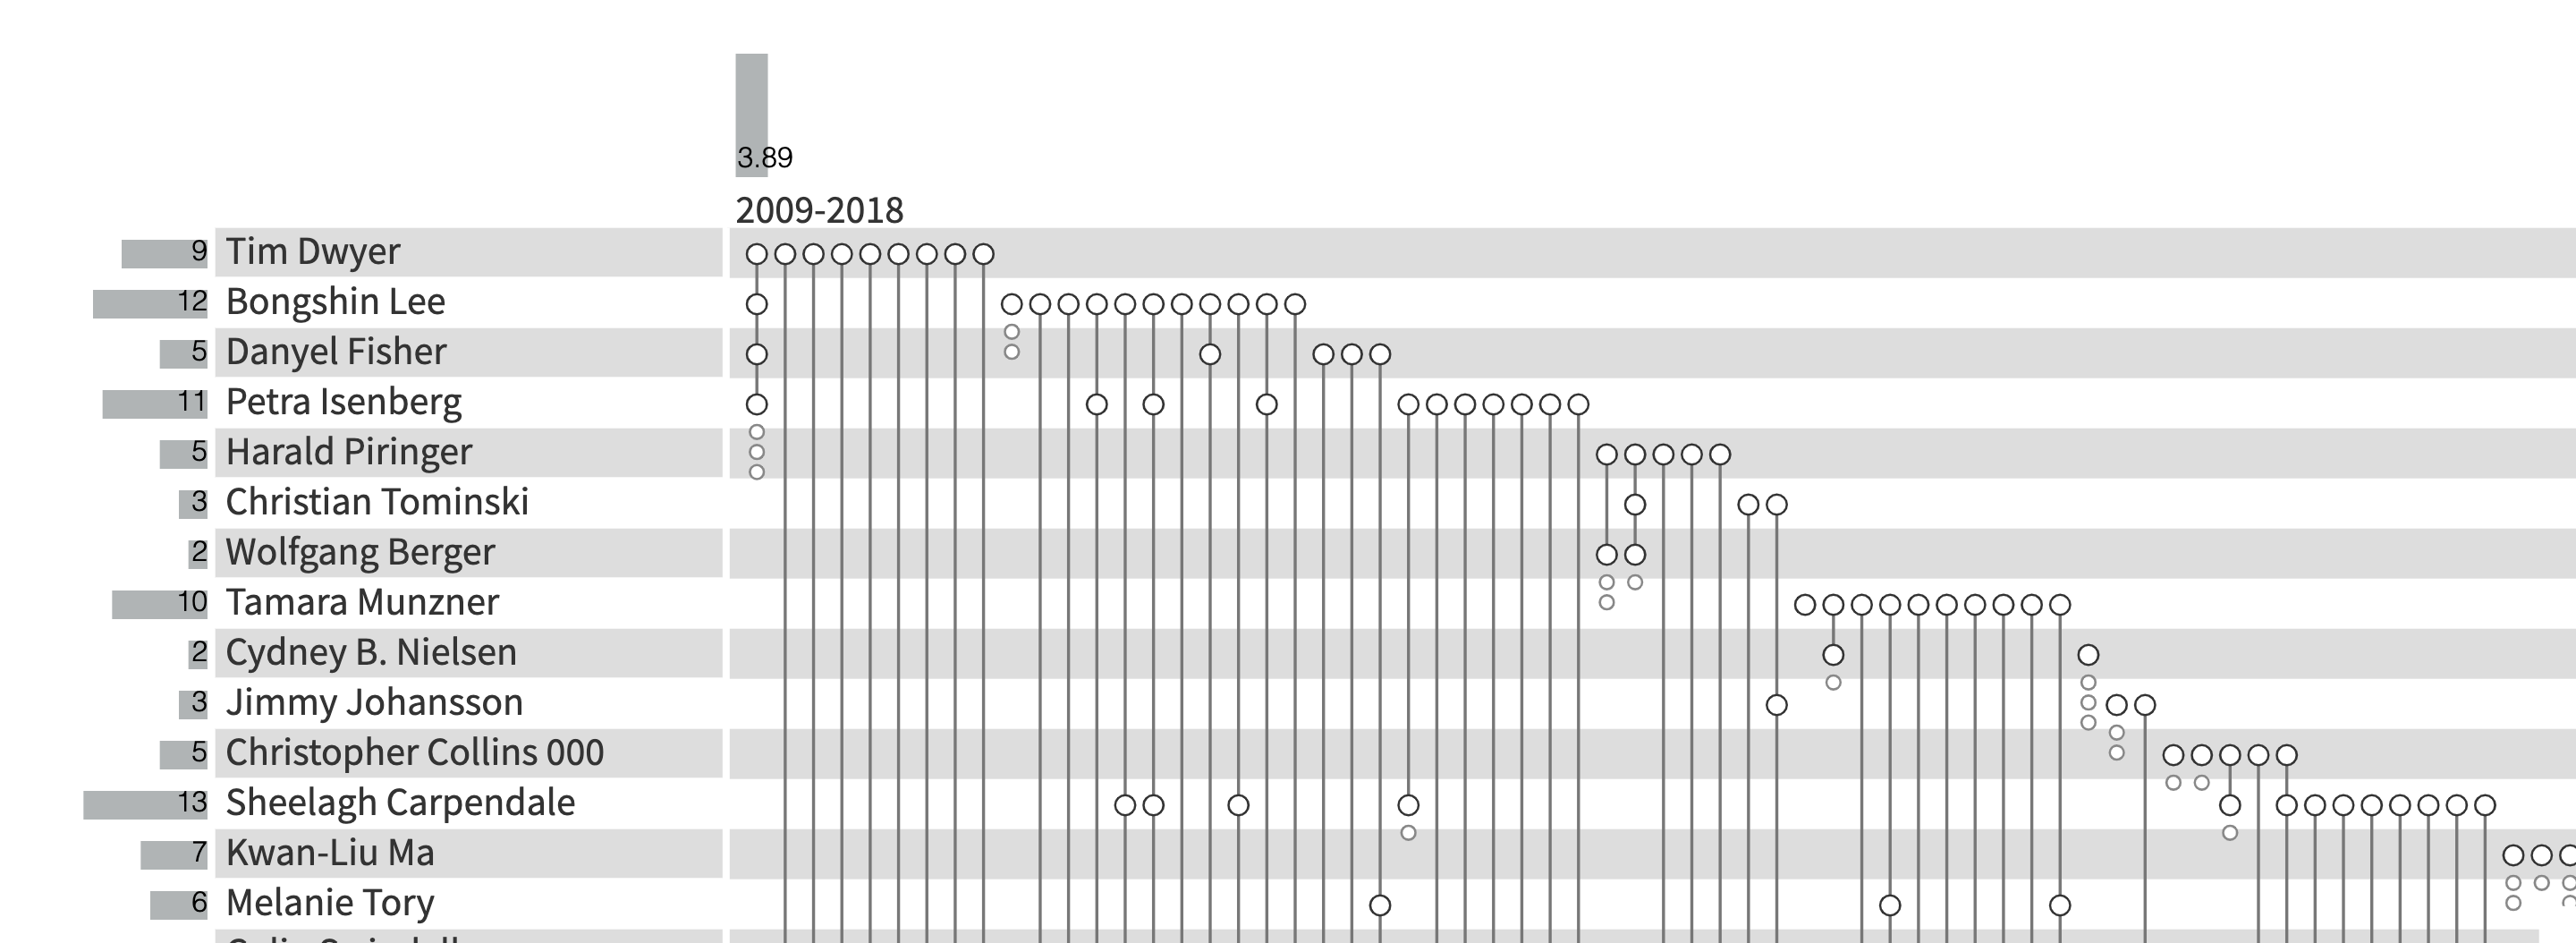 3.89
2009-2018
9 Tim Dwyer
12 Bongshin Lee
5 Danyel Fisher
11 Petra Isenberg
5 Harald Piringer
3 Christian Tominski
2 Wolfgang Berger
10 Tamara Munzner
2 Cydney B. Nielsen
3 Jimmy Johansson
5 Christopher Collins 000
13 Sheelagh Carpendale
7 Kwan-Liu Ma
6 Melanie Tory